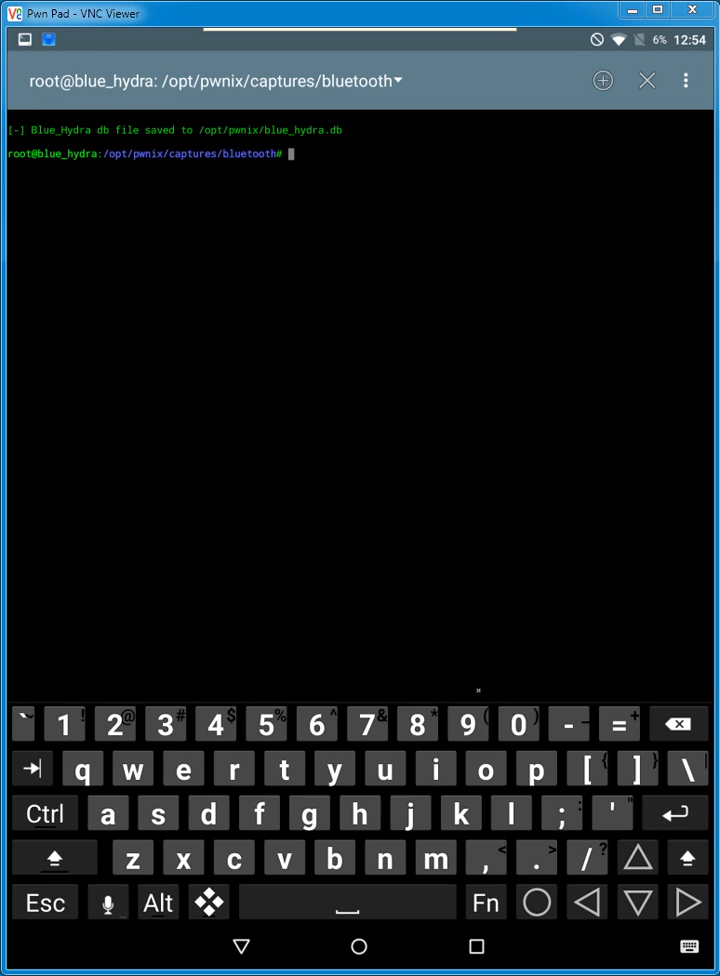 Pwn Pad - VNC Viewer
6% 12:54
root@blue_hydra: /opt/pwnix/captures/bluetooth
[-] Blue_Hydra db file saved to /opt/pwnix/blue_hydra.db
root@blue_hydra:/opt/pwnix/captures/bluetooth#
` ~ 1 ! 2 @ 3 # 4 $ 5 % 6 ^ 7 & 8 * 9 ( 0 ) - _ = +
q w e r t y u i o p [ { ] } \ |
Ctrl a s d f g h j k l ; : ' "
z x c v b n m , < . > / ?
Esc Alt Fn